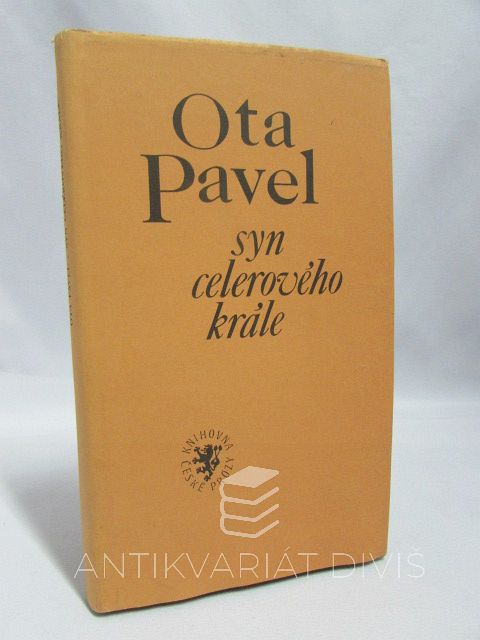 Ota
Pavel
syn
celerového
krále
KNIHOVNA
ČESKÉ PRÓZY
ANTIKVARIÁT DIVIŠ